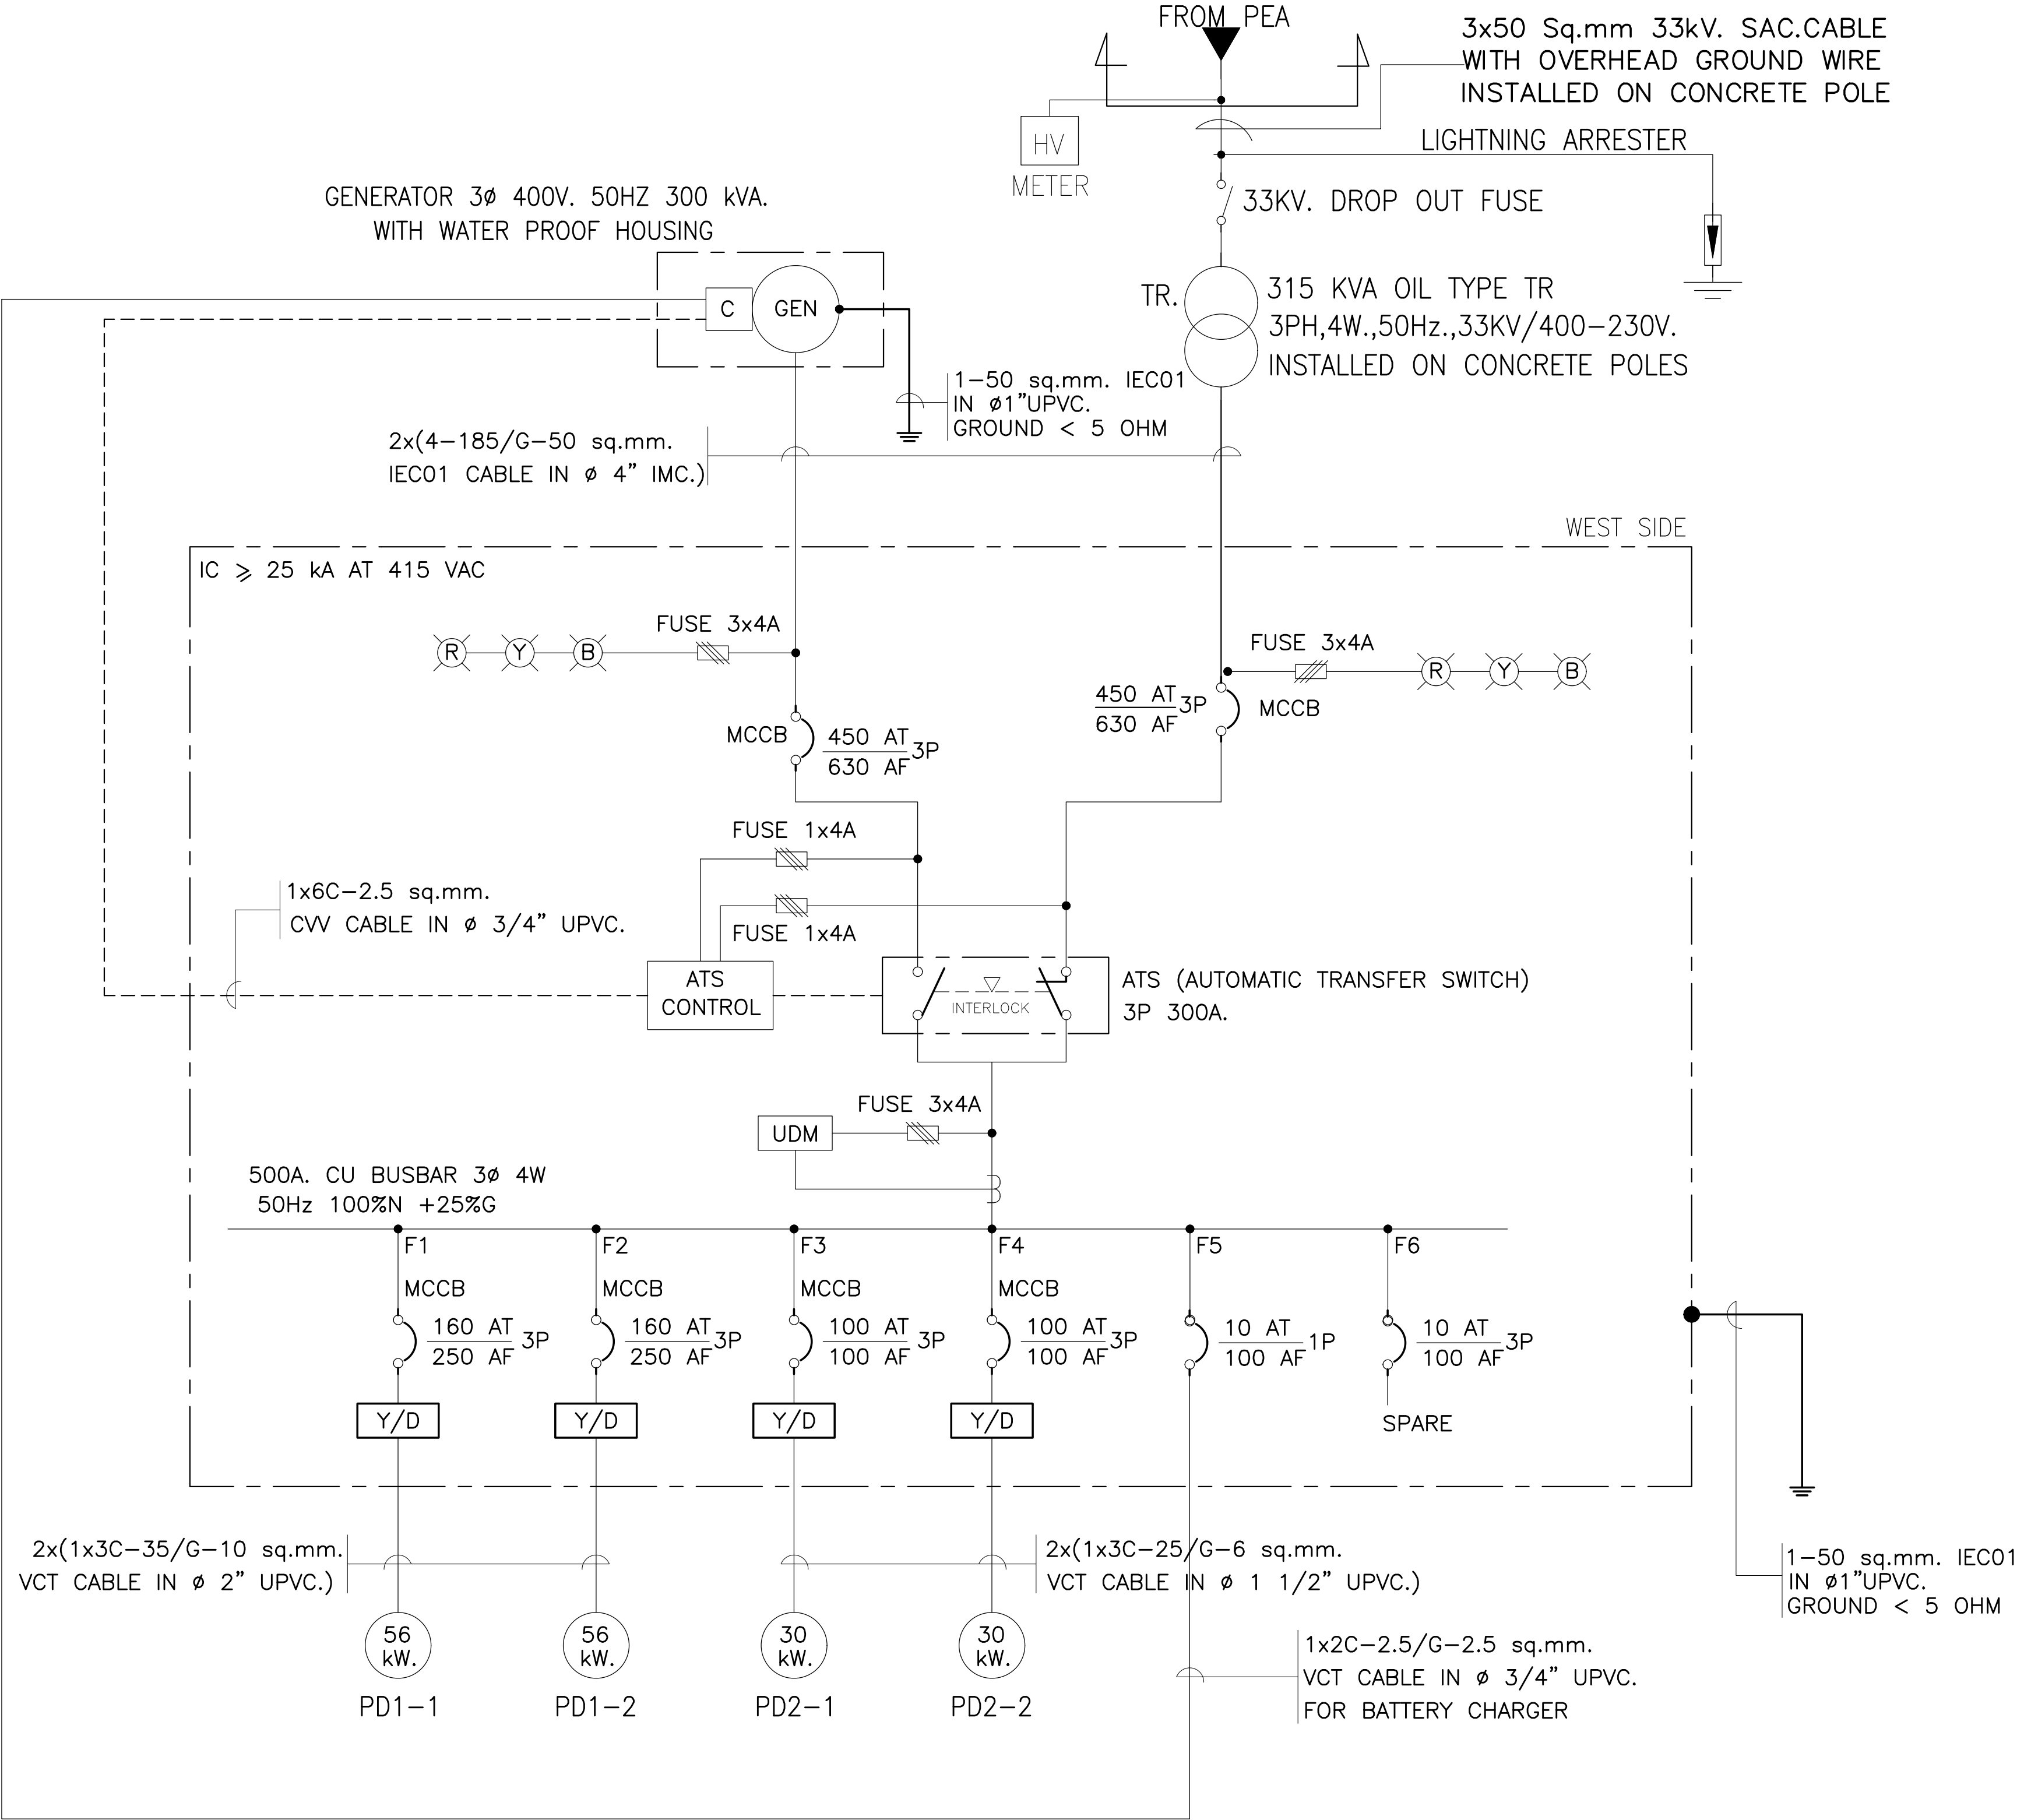 FROM PEA
3x50 Sq.mm 33kV. SAC.CABLE
WITH OVERHEAD GROUND WIRE
INSTALLED ON CONCRETE POLE
HV
METER
LIGHTNING ARRESTER
33KV. DROP OUT FUSE
GENERATOR 3ø 400V. 50HZ 300 kVA.
WITH WATER PROOF HOUSING
C
GEN
TR.
315 KVA OIL TYPE TR
3PH,4W.,50Hz.,33KV/400-230V.
INSTALLED ON CONCRETE POLES
1-50 sq.mm. IEC01
IN ø1"UPVC.
GROUND < 5 OHM
2x(4-185/G-50 sq.mm.
IEC01 CABLE IN ø 4" IMC.)
WEST SIDE
IC ⩾ 25 kA AT 415 VAC
FUSE 3x4A
R
Y
B
FUSE 3x4A
R
Y
B
MCCB
450 AT
630 AF
3P
450 AT
630 AF
3P
MCCB
FUSE 1x4A
FUSE 1x4A
1x6C-2.5 sq.mm.
CVV CABLE IN ø 3/4" UPVC.
ATS
CONTROL
INTERLOCK
ATS (AUTOMATIC TRANSFER SWITCH)
3P 300A.
FUSE 3x4A
UDM
500A. CU BUSBAR 3ø 4W
50Hz 100%N +25%G
F1
F2
F3
F4
F5
F6
MCCB
MCCB
MCCB
MCCB
160 AT
250 AF
3P
160 AT
250 AF
3P
100 AT
100 AF
3P
100 AT
100 AF
3P
10 AT
100 AF
1P
10 AT
100 AF
3P
Y/D
Y/D
Y/D
Y/D
SPARE
2x(1x3C-35/G-10 sq.mm.
VCT CABLE IN ø 2" UPVC.)
2x(1x3C-25/G-6 sq.mm.
VCT CABLE IN ø 1 1/2" UPVC.)
1-50 sq.mm. IEC01
IN ø1"UPVC.
GROUND < 5 OHM
56
kW.
56
kW.
30
kW.
30
kW.
PD1-1
PD1-2
PD2-1
PD2-2
1x2C-2.5/G-2.5 sq.mm.
VCT CABLE IN ø 3/4" UPVC.
FOR BATTERY CHARGER